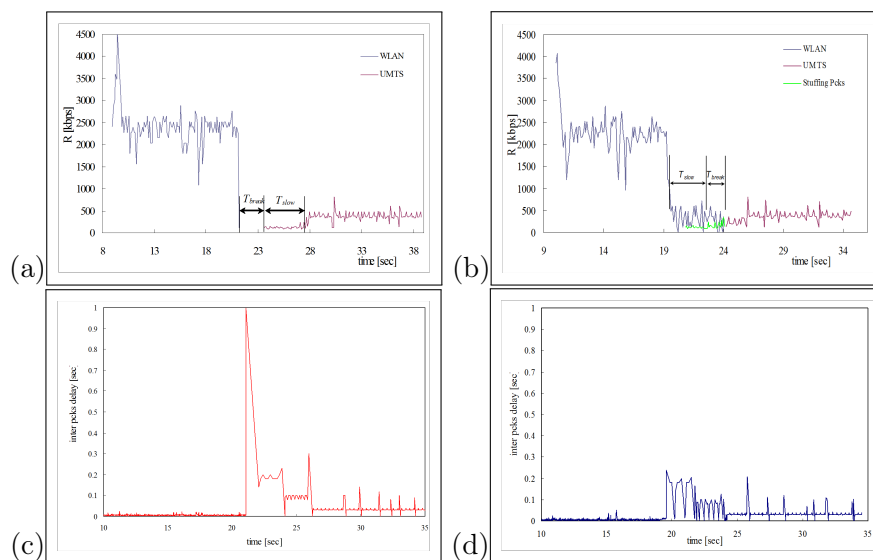 (a)
R [kbps]
4500
4000
3500
3000
2500
2000
1500
1000
500
0
WLAN
UMTS
T_break
T_slow
8 13 18 23 28 33 38
time [sec]
(b)
R [kbps]
4500
4000
3500
3000
2500
2000
1500
1000
500
0
WLAN
UMTS
Stuffing Pcks
T_slow
T_break
9 14 19 24 29 34
time [sec]
(c)
inter pcks delay [sec]
1
0.9
0.8
0.7
0.6
0.5
0.4
0.3
0.2
0.1
0
10 15 20 25 30 35
time [sec]
(d)
inter pcks delay [sec]
1
0.9
0.8
0.7
0.6
0.5
0.4
0.3
0.2
0.1
0
10 15 20 25 30 35
time [sec]